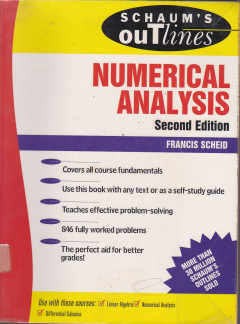 SCHAUM'S
OUTlines
NUMERICAL
ANALYSIS
Second Edition
FRANCIS SCHEID
Covers all course fundamentals
Use this book with any text or as a self-study guide
Teaches effective problem-solving
846 fully worked problems
The perfect aid for better
grades!
MORE THAN
30 MILLION
SCHAUM'S
OUTLINES
SOLD
Use with these courses: ☑ Linear Algebra ☑ Numerical Analysis
☑ Differential Calculus